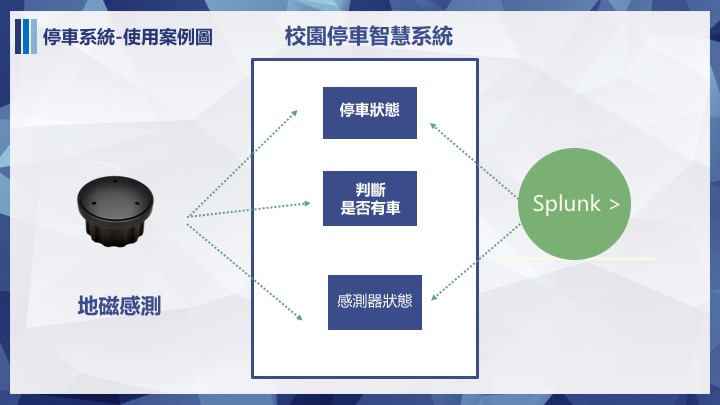 停車系統-使用案例圖
校園停車智慧系統
停車狀態
判斷
是否有車
感測器狀態
地磁感測
Splunk >